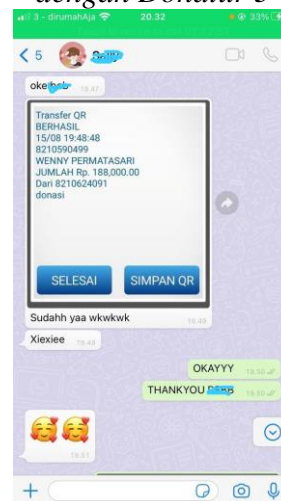 dengan Donatur
3 - dirumahAja
20.32
33%
5
19.47
Transfer QR
BERHASIL
15/08 19:48:48
8210590499
WENNY PERMATASARI
JUMLAH Rp. 188,000.00
Dari 8210624091
donasi
SELESAI
SIMPAN QR
Sudahh yaa wkwkwk
19.49
Xiexiee
19.49
OKAYYY
19.50
THANKYOU
19.50
19.51